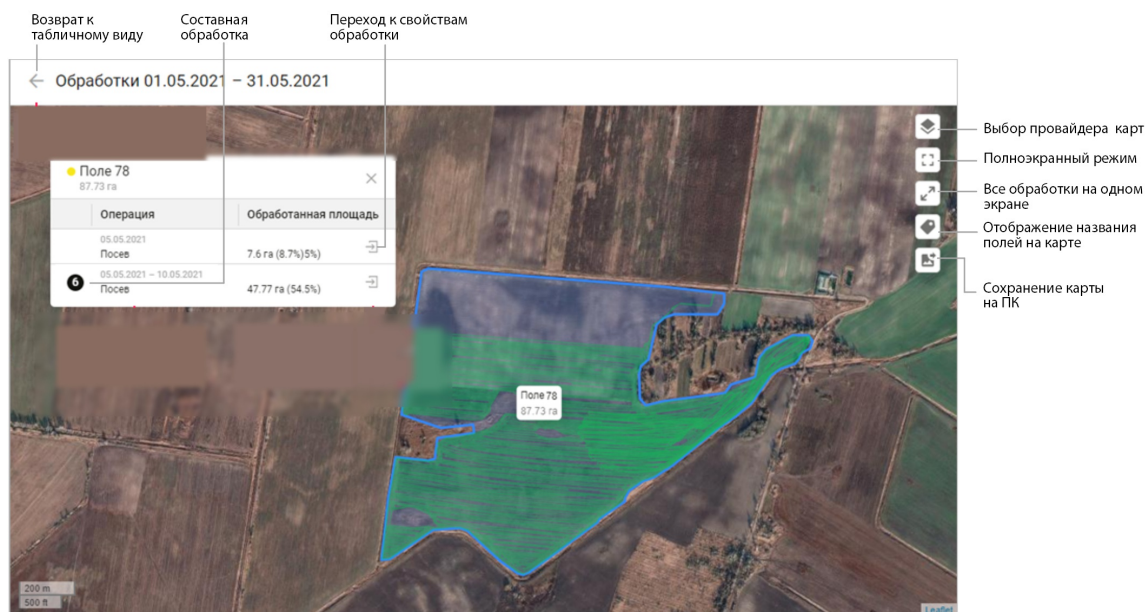 Возврат к
табличному виду
Составная
обработка
Переход к свойствам
обработки
Обработки 01.05.2021 – 31.05.2021
Поле 78
87.73 га
Операция
Обработанная площадь
05.05.2021
Посев
7.6 га (8.7%)5%)
6
05.05.2021 – 10.05.2021
Посев
47.77 га (54.5%)
Поле 78
87.73 га
Выбор провайдера карт
Полноэкранный режим
Все обработки на одном
экране
Отображение названия
полей на карте
Сохранение карты
на ПК
200 m
500 ft
Leaflet